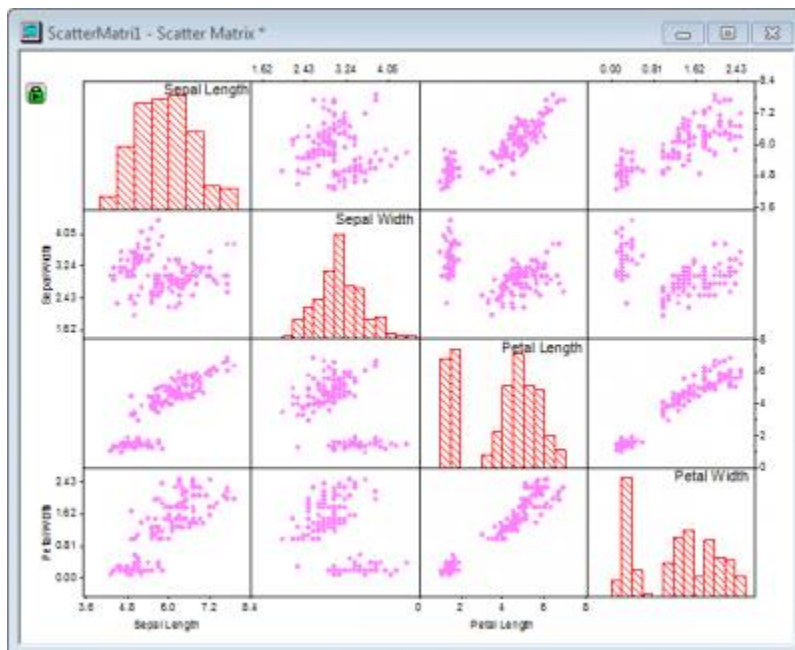 ScatterMatri1 - Scatter Matrix *
1.62 2.43 3.24 4.05 0.00 0.81 1.62 2.43
Sepal Length
8.4
7.2
6.0
4.8
3.6
Sepal Width
4.05
3.24
2.43
1.62
Sepal Width
Petal Length
8
6
4
2
0
Petal Width
2.43
1.62
0.81
0.00
Petal Width
3.6 4.8 6.0 7.2 8.4 0 2 4 6 8
Sepal Length Petal Length